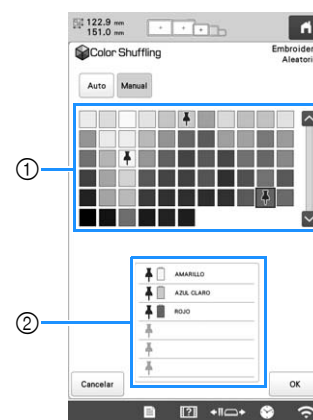 122.9 mm
151.0 mm
Color Shuffling
Embroider
Aleatori
Auto
Manual
①
②
AMARILLO
AZUL CLARO
ROJO
Cancelar
OK